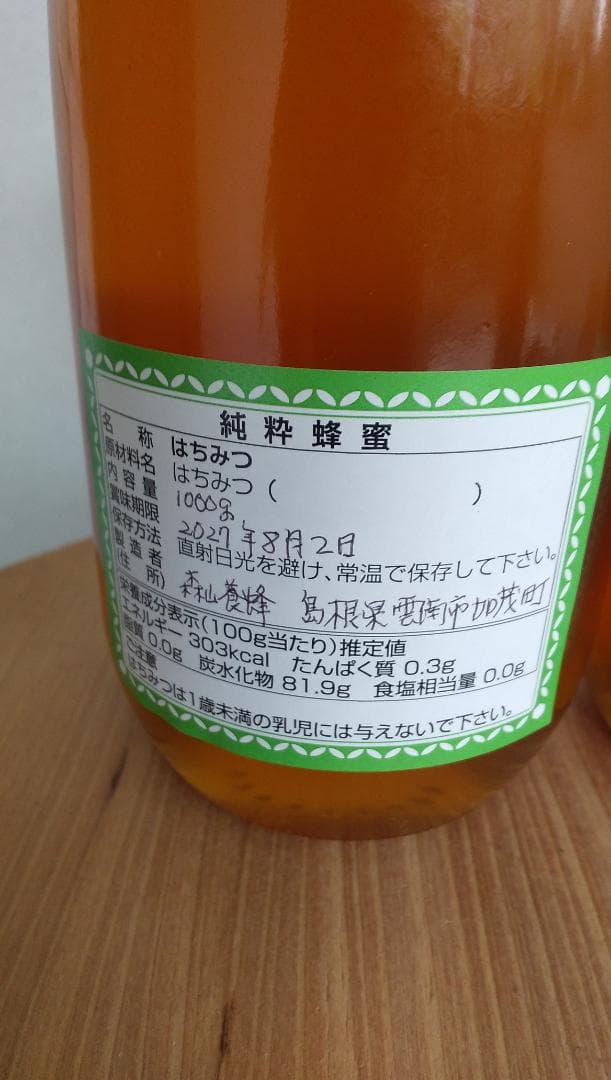 純粋蜂蜜
名称 はちみつ
原材料名 はちみつ( )
内容量 1000g
賞味期限 2027年8月2日
保存方法 直射日光を避け、常温で保存して下さい。
製造者
(住所) 森山養蜂 島根県雲南市加茂町
栄養成分表示(100g当たり)推定値
エネルギー 303kcal たんぱく質 0.3g
脂質 0.0g 炭水化物 81.9g 食塩相当量 0.0g
ご注意
はちみつは1歳未満の乳児には与えないで下さい。